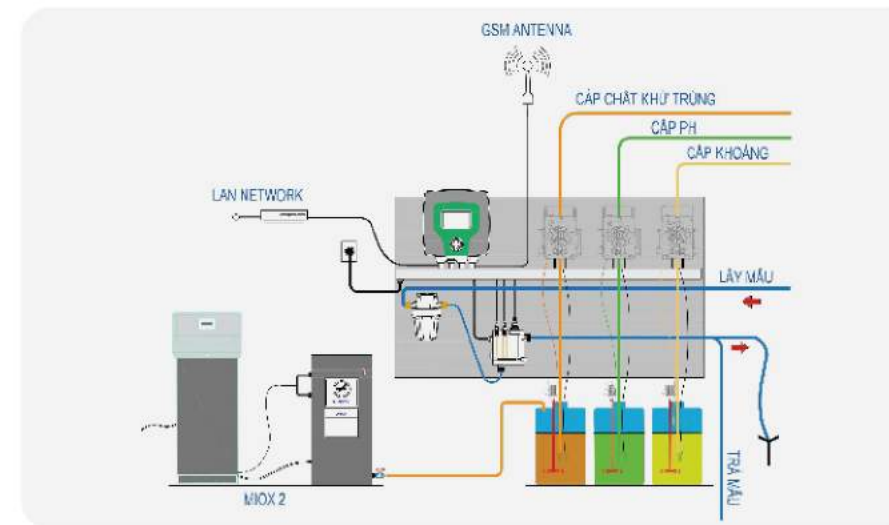 GSM ANTENNA
CẤP CHẤT KHỬ TRÙNG
CẤP PH
CẤP KHOÁNG
LAN NETWORK
LẤY MẪU
TRẢ MẪU
MIOX 2